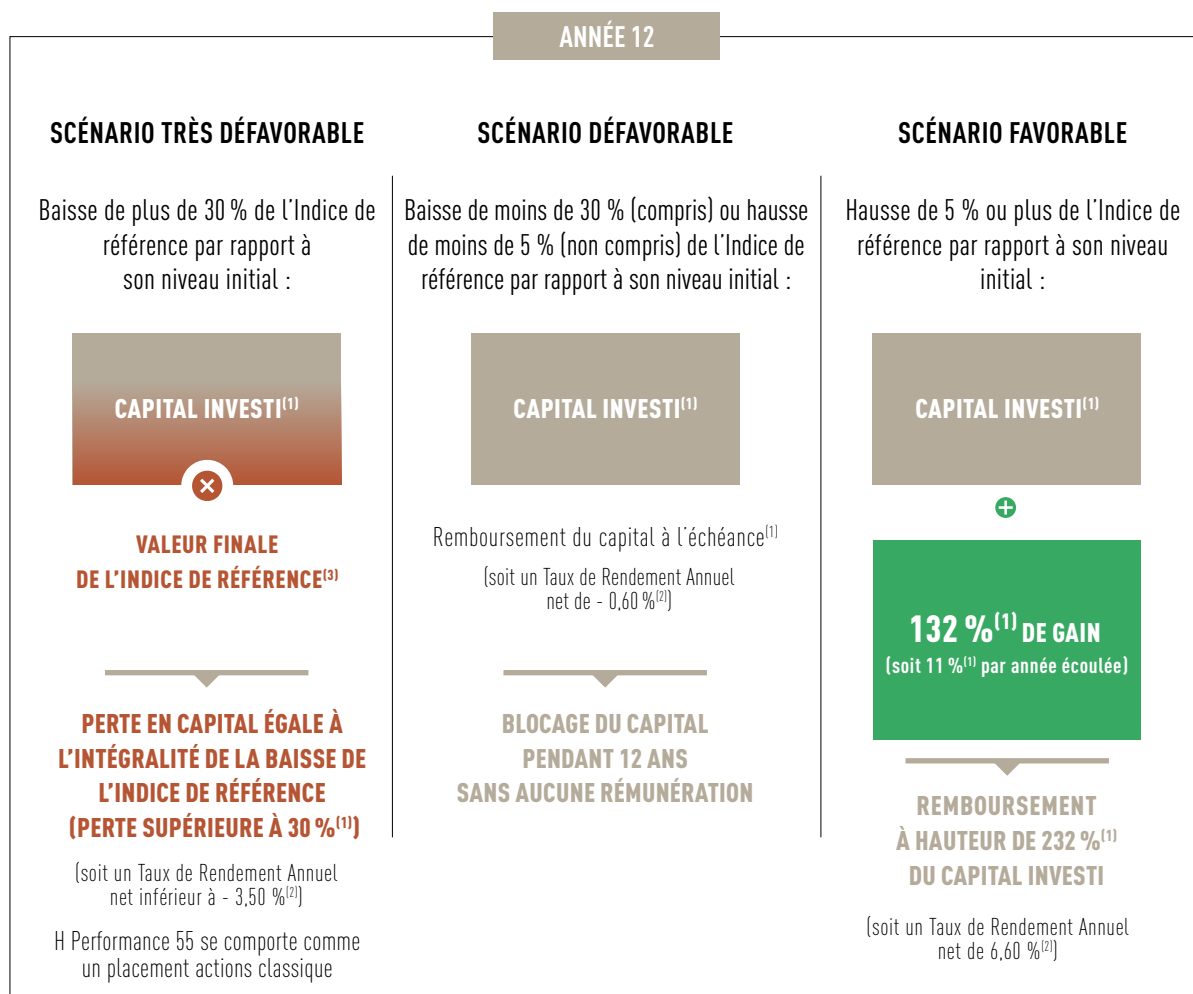 ANNÉE 12
SCÉNARIO TRÈS DÉFAVORABLE
Baisse de plus de 30 % de l'Indice de
référence par rapport à
son niveau initial :
CAPITAL INVESTI(1)
VALEUR FINALE
DE L'INDICE DE RÉFÉRENCE(3)
PERTE EN CAPITAL ÉGALE À
L'INTÉGRALITÉ DE LA BAISSE DE
L'INDICE DE RÉFÉRENCE
(PERTE SUPÉRIEURE À 30 %(1))
(soit un Taux de Rendement Annuel
net inférieur à - 3,50 %(2))
H Performance 55 se comporte comme
un placement actions classique
SCÉNARIO DÉFAVORABLE
Baisse de moins de 30 % (compris) ou hausse
de moins de 5 % (non compris) de l'Indice de
référence par rapport à son niveau initial :
CAPITAL INVESTI(1)
Remboursement du capital à l'échéance(1)
(soit un Taux de Rendement Annuel
net de - 0,60 %(2))
BLOCAGE DU CAPITAL
PENDANT 12 ANS
SANS AUCUNE RÉMUNÉRATION
SCÉNARIO FAVORABLE
Hausse de 5 % ou plus de l'Indice de
référence par rapport à son niveau
initial :
CAPITAL INVESTI(1)
132 %(1) DE GAIN
(soit 11 %(1) par année écoulée)
REMBOURSEMENT
À HAUTEUR DE 232 %(1)
DU CAPITAL INVESTI
(soit un Taux de Rendement Annuel
net de 6,60 %(2))